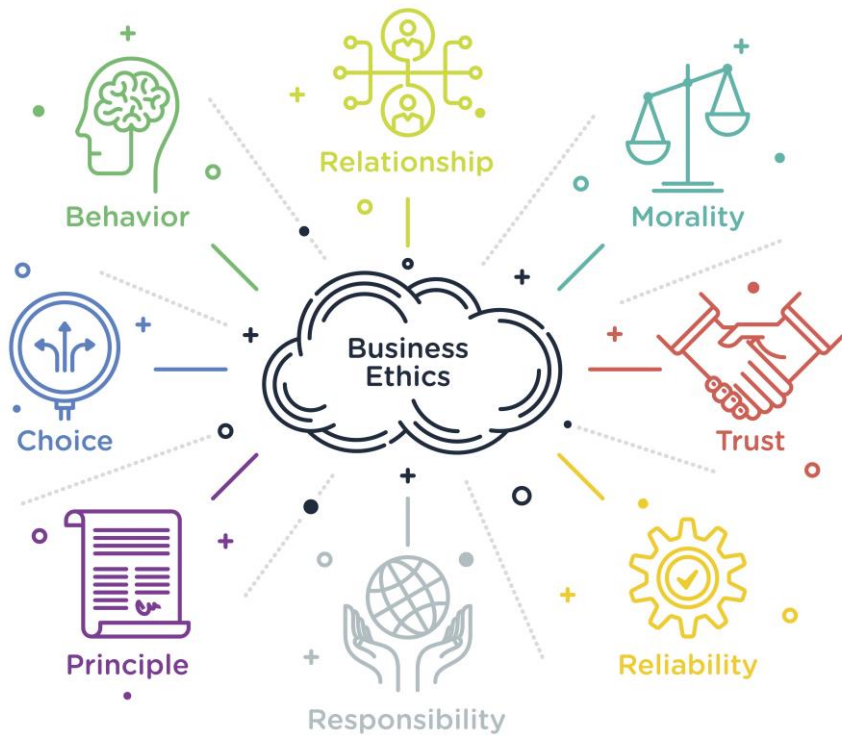 Relationship
Behavior
Morality
Business
Ethics
Choice
Trust
Principle
Reliability
Responsibility